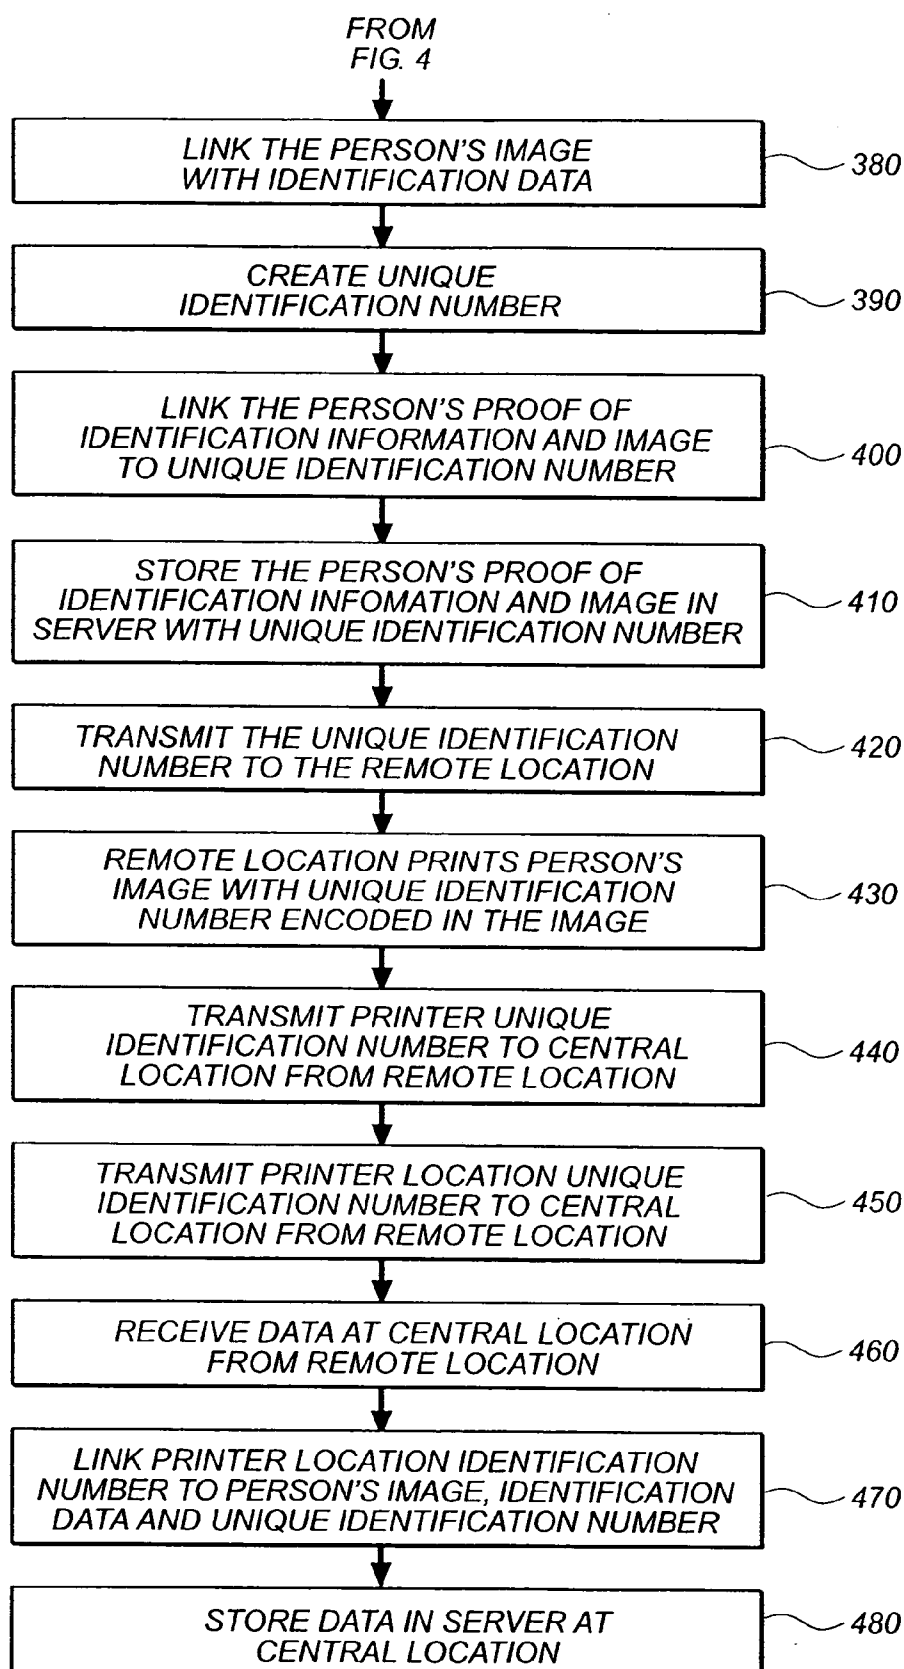 FROM
FIG. 4
LINK THE PERSON'S IMAGE
WITH IDENTIFICATION DATA
380
CREATE UNIQUE
IDENTIFICATION NUMBER
390
LINK THE PERSON'S PROOF OF
IDENTIFICATION INFORMATION AND IMAGE
TO UNIQUE IDENTIFICATION NUMBER
400
STORE THE PERSON'S PROOF OF
IDENTIFICATION INFOMATION AND IMAGE IN
SERVER WITH UNIQUE IDENTIFICATION NUMBER
410
TRANSMIT THE UNIQUE IDENTIFICATION
NUMBER TO THE REMOTE LOCATION
420
REMOTE LOCATION PRINTS PERSON'S
IMAGE WITH UNIQUE IDENTIFICATION
NUMBER ENCODED IN THE IMAGE
430
TRANSMIT PRINTER UNIQUE
IDENTIFICATION NUMBER TO CENTRAL
LOCATION FROM REMOTE LOCATION
440
TRANSMIT PRINTER LOCATION UNIQUE
IDENTIFICATION NUMBER TO CENTRAL
LOCATION FROM REMOTE LOCATION
450
RECEIVE DATA AT CENTRAL LOCATION
FROM REMOTE LOCATION
460
LINK PRINTER LOCATION IDENTIFICATION
NUMBER TO PERSON'S IMAGE, IDENTIFICATION
DATA AND UNIQUE IDENTIFICATION NUMBER
470
STORE DATA IN SERVER AT
CENTRAL LOCATION
480